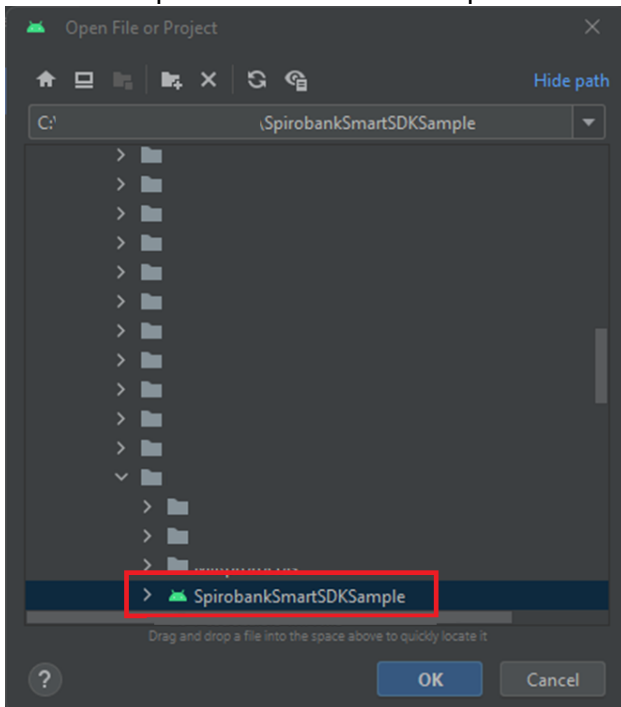 Open File or Project
Hide path
C:\ \SpirobankSmartSDKSample
SpirobankSmartSDKSample
Drag and drop a file into the space above to quickly locate it
? OK Cancel